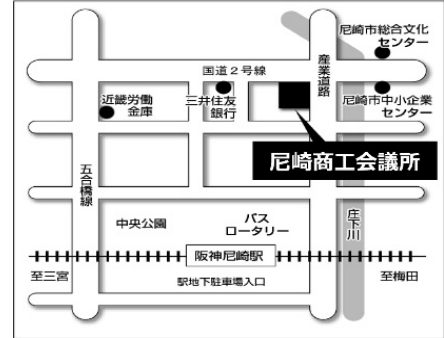 尼崎市総合文化
センター
国道2号線
産業道路
近畿労働
金庫
三井住友
銀行
尼崎市中小企業
センター
尼崎商工会議所
五合橋線
中央公園
バス
ロータリー
庄下川
阪神尼崎駅
至三宮
至梅田
駅地下駐車場入口